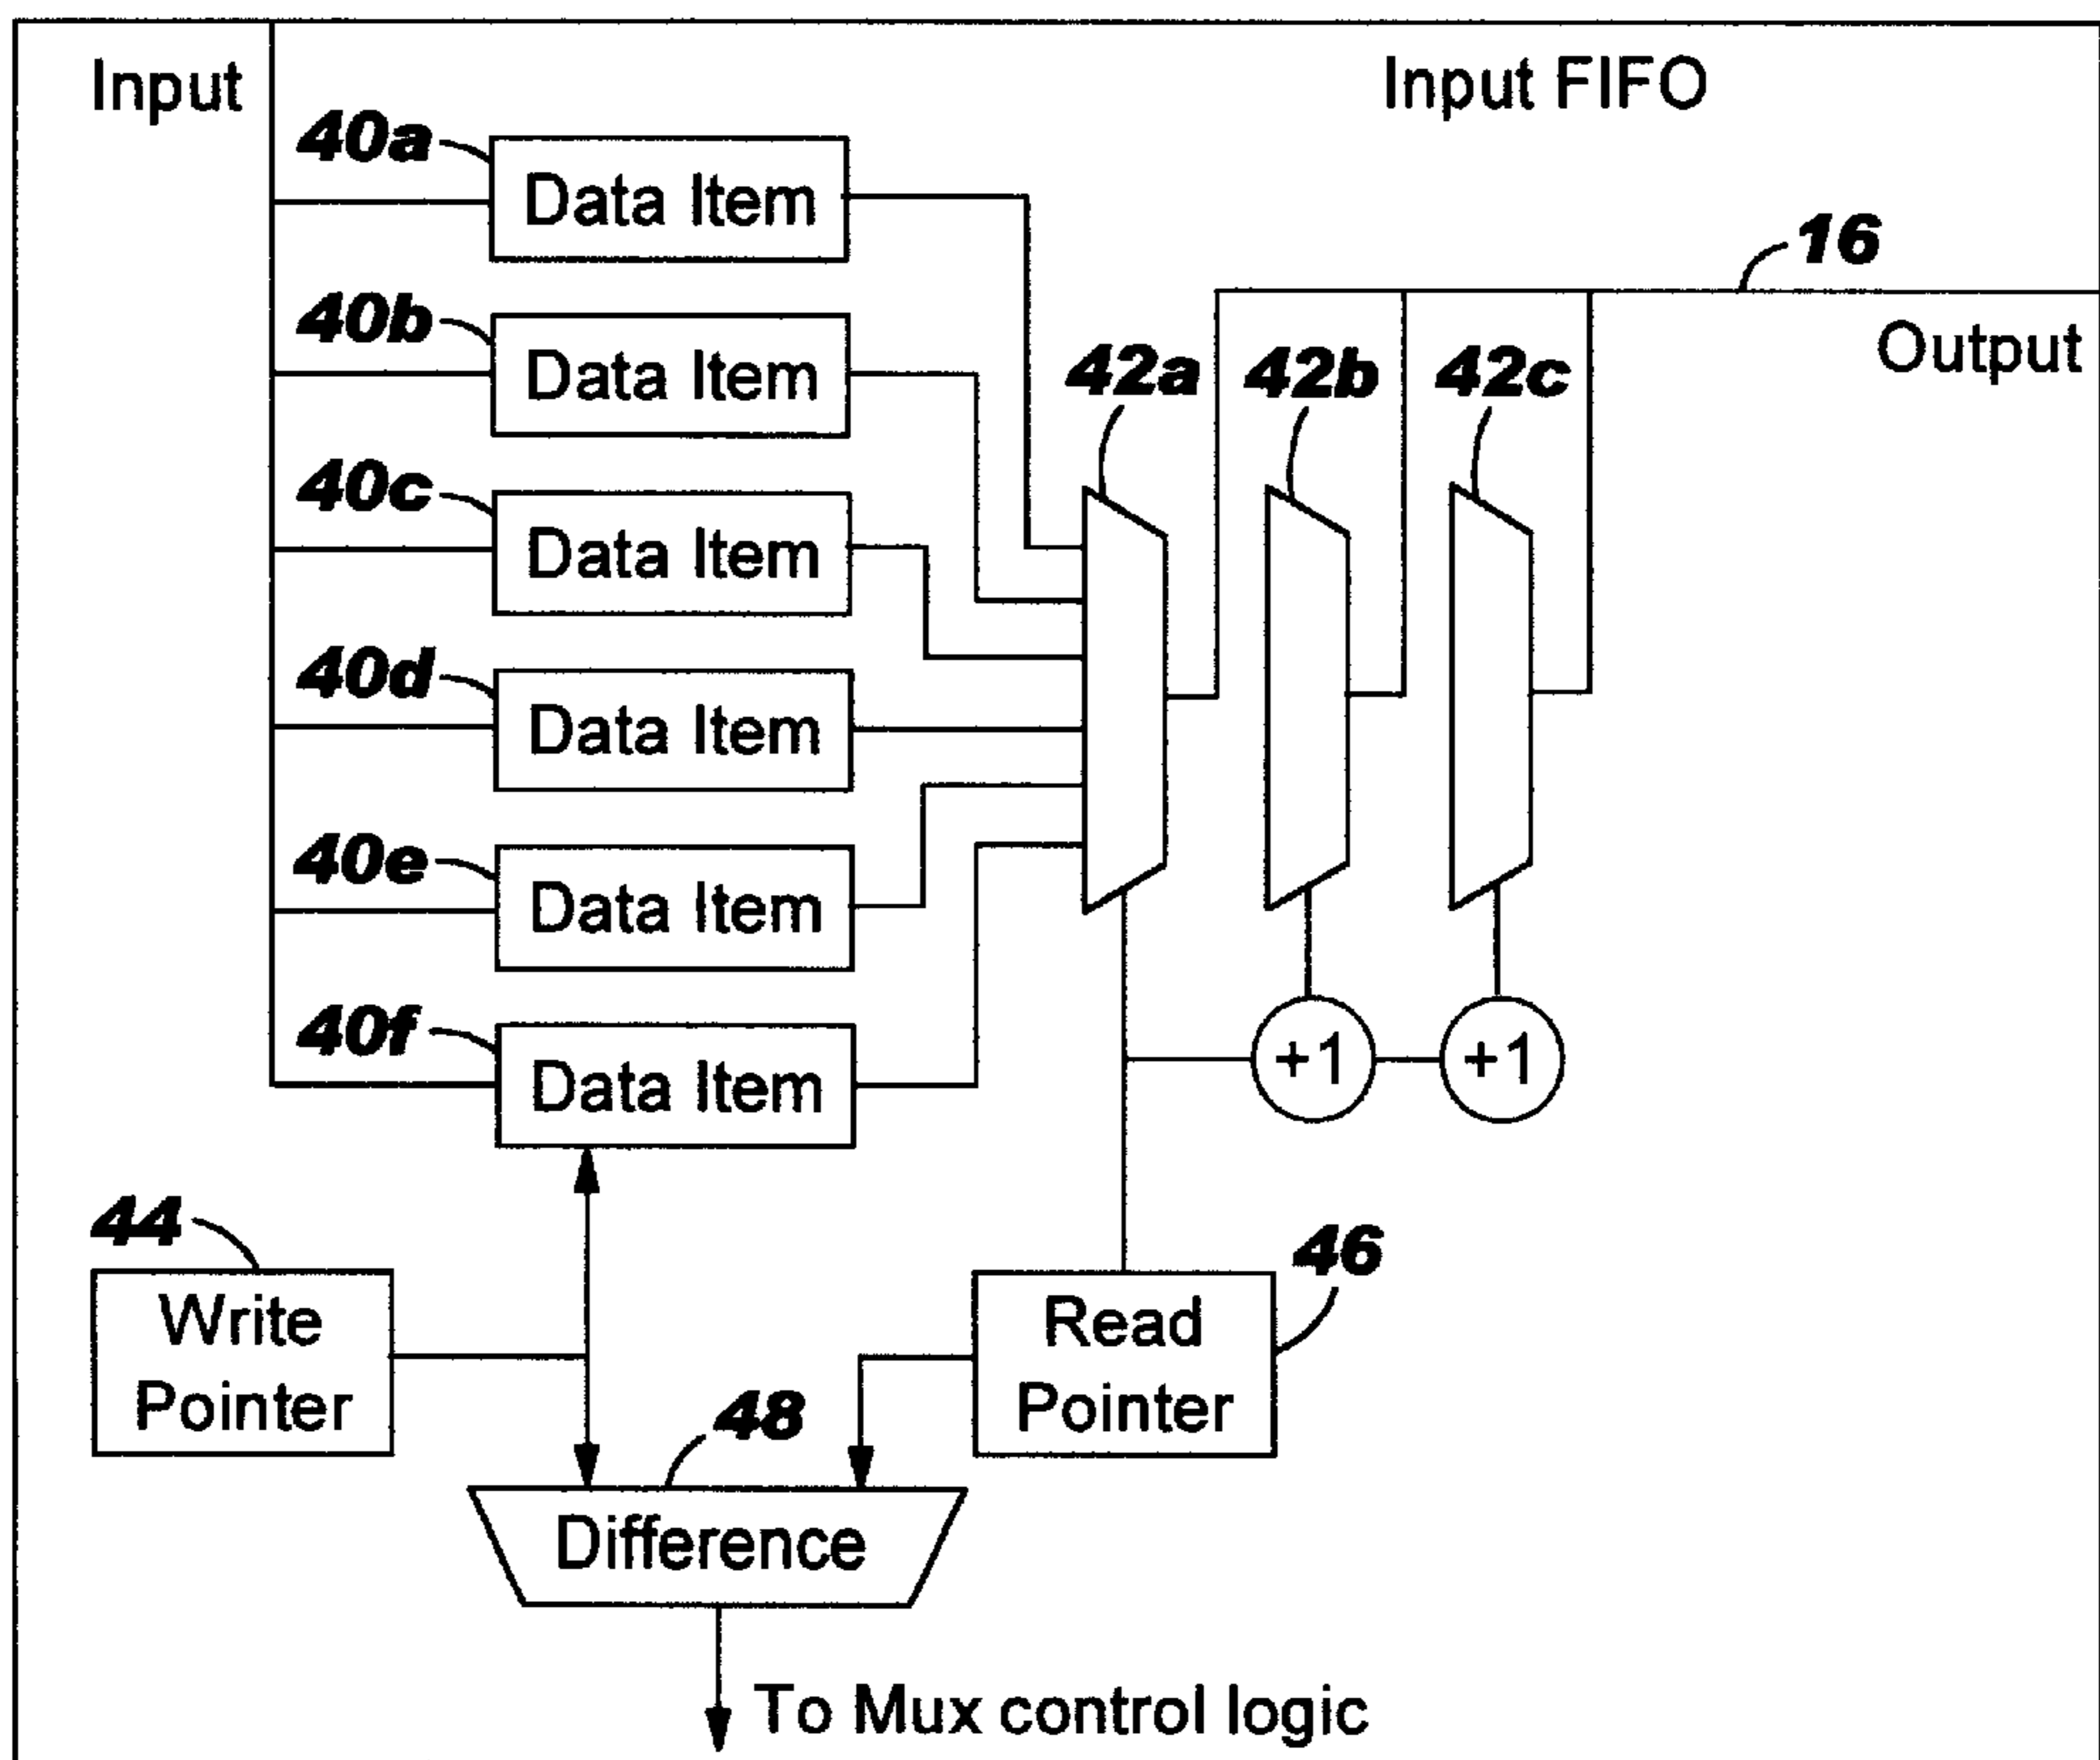 Input
Input FIFO
40a
Data Item
16
40b
Data Item
Output
42a
42b
42c
40c
Data Item
40d
Data Item
40e
Data Item
40f
Data Item
+1
+1
44
Write
Pointer
46
Read
Pointer
48
Difference
To Mux control logic